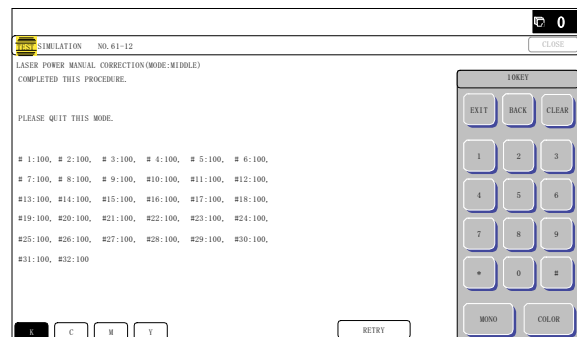 0
TEST SIMULATION NO.61-12
CLOSE
LASER POWER MANUAL CORRECTION(MODE:MIDDLE)
COMPLETED THIS PROCEDURE.
PLEASE QUIT THIS MODE.
# 1:100, # 2:100, # 3:100, # 4:100, # 5:100, # 6:100,
# 7:100, # 8:100, # 9:100, #10:100, #11:100, #12:100,
#13:100, #14:100, #15:100, #16:100, #17:100, #18:100,
#19:100, #20:100, #21:100, #22:100, #23:100, #24:100,
#25:100, #26:100, #27:100, #28:100, #29:100, #30:100,
#31:100, #32:100
K C M Y
RETRY
10KEY
EXIT BACK CLEAR
1 2 3
4 5 6
7 8 9
* 0 #
MONO COLOR